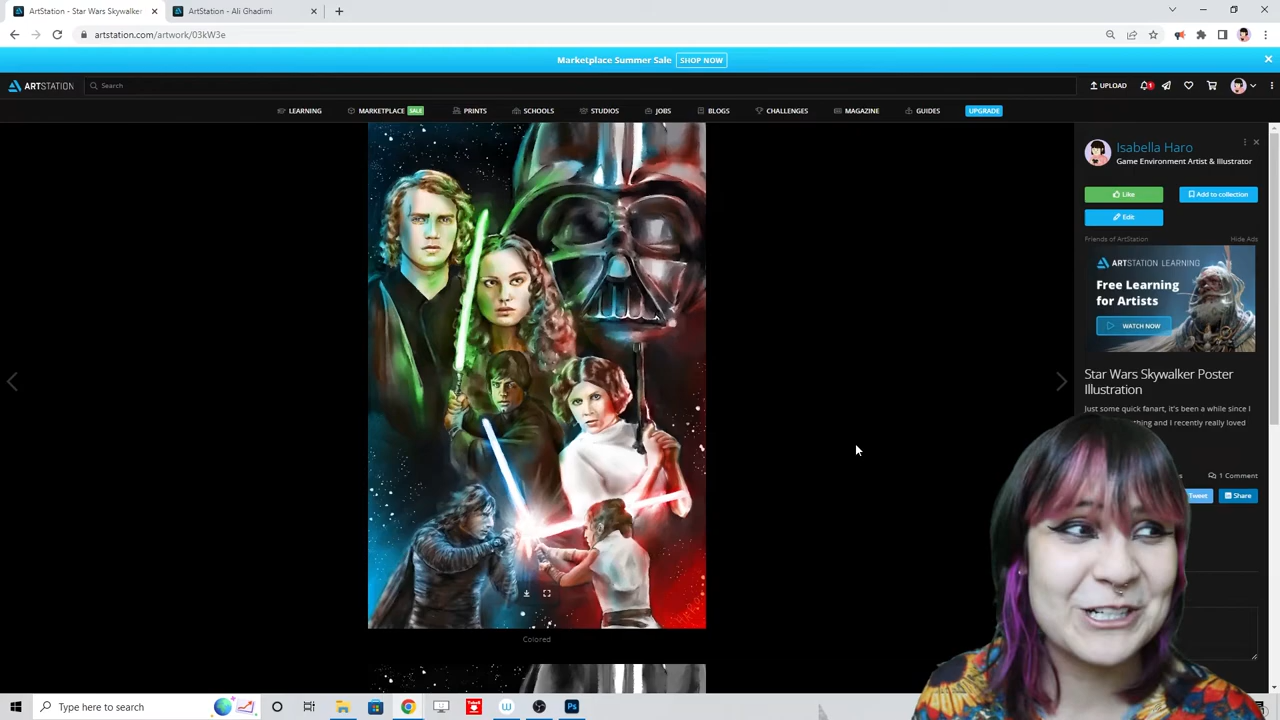 ArtStation - Star Wars Skywalker
ArtStation - Ali Ghadimi
artstation.com/artwork/03kW3e
Marketplace Summer Sale SHOP NOW
ARTSTATION
Search
UPLOAD
1
LEARNING
MARKETPLACE SALE
PRINTS
SCHOOLS
STUDIOS
JOBS
BLOGS
CHALLENGES
MAGAZINE
GUIDES
UPGRADE
Isabella Haro
Game Environment Artist & Illustrator
Like
Add to collection
Edit
Friends of ArtStation
Hide Ads
ARTSTATION LEARNING
Free Learning
for Artists
WATCH NOW
Star Wars Skywalker Poster
Illustration
Just some quick fanart, it's been a while since I
and I recently really loved
1 Comment
Tweet
Share
Colored
Type here to search
Ps